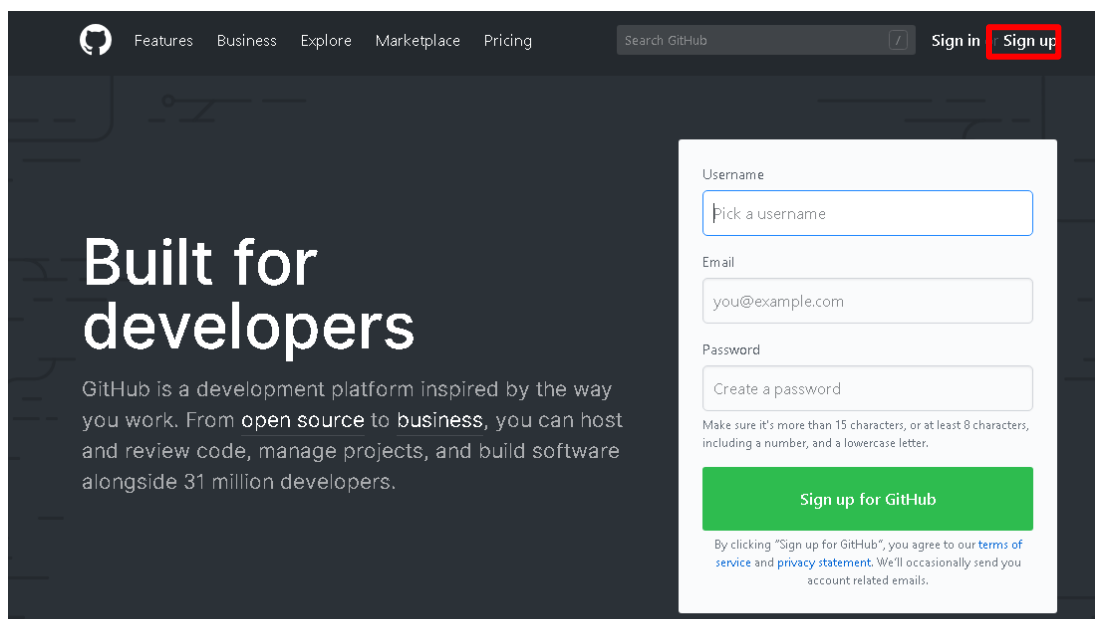 Features Business Explore Marketplace Pricing Search GitHub / Sign in or Sign up
Built for
developers
GitHub is a development platform inspired by the way
you work. From open source to business, you can host
and review code, manage projects, and build software
alongside 31 million developers.
Username
Pick a username
Email
you@example.com
Password
Create a password
Make sure it's more than 15 characters, or at least 8 characters,
including a number, and a lowercase letter.
Sign up for GitHub
By clicking “Sign up for GitHub”, you agree to our terms of
service and privacy statement. We’ll occasionally send you
account related emails.